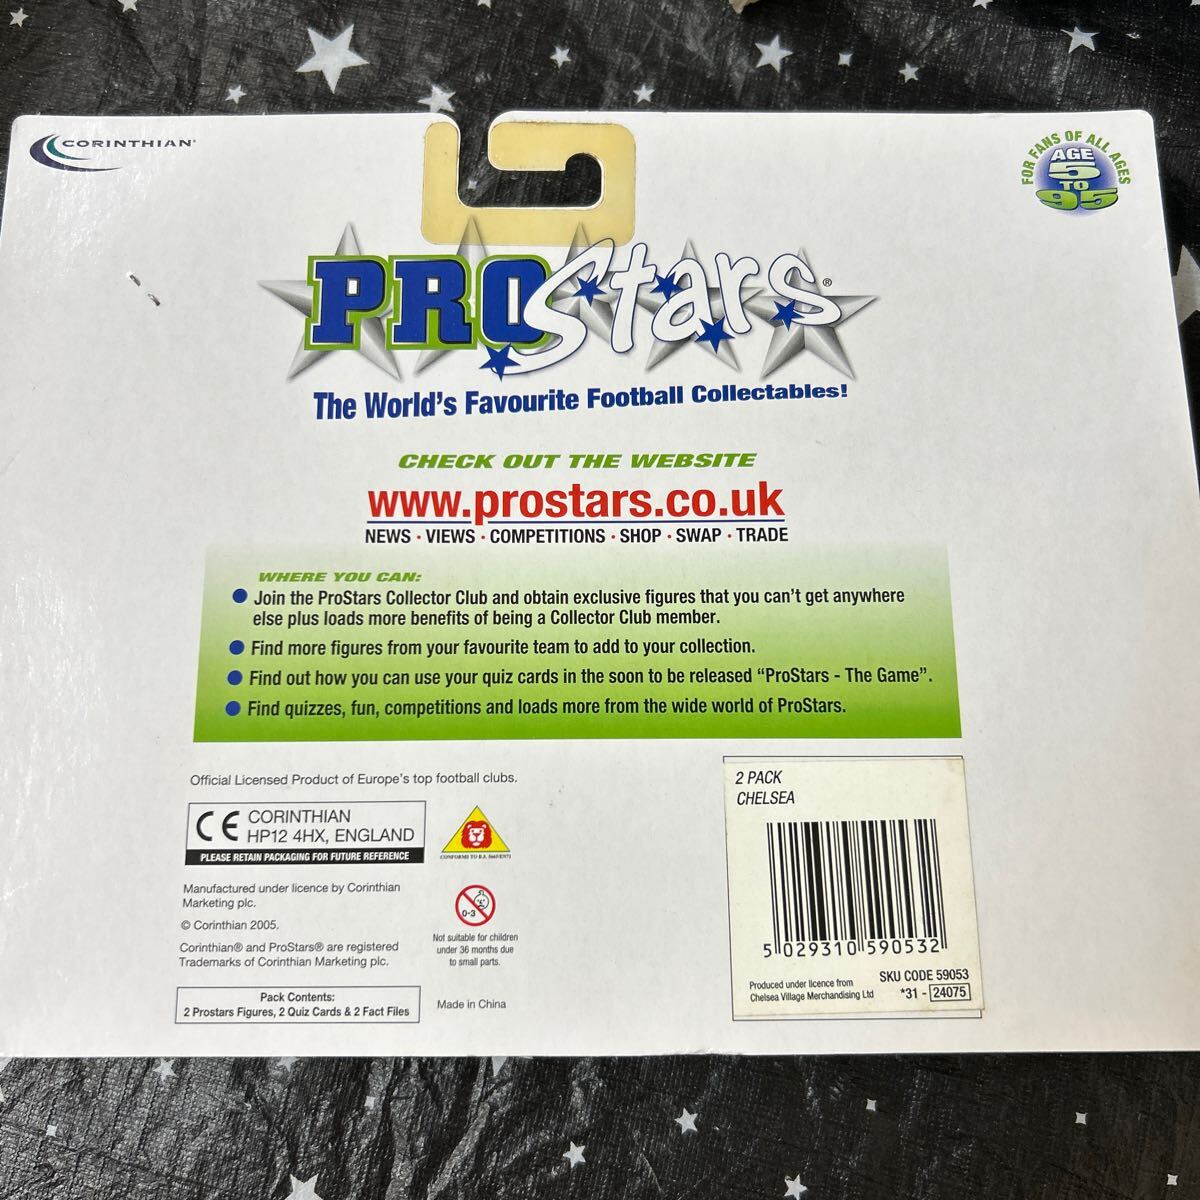 CORINTHIAN®
FOR FANS OF ALL AGES
AGE
5
TO
95
PROStars®
The World's Favourite Football Collectables!
CHECK OUT THE WEBSITE
www.prostars.co.uk
NEWS · VIEWS · COMPETITIONS · SHOP · SWAP · TRADE
WHERE YOU CAN:
● Join the ProStars Collector Club and obtain exclusive figures that you can't get anywhere
else plus loads more benefits of being a Collector Club member.
● Find more figures from your favourite team to add to your collection.
● Find out how you can use your quiz cards in the soon to be released “ProStars - The Game”.
● Find quizzes, fun, competitions and loads more from the wide world of ProStars.
Official Licensed Product of Europe's top football clubs.
CE CORINTHIAN
HP12 4HX, ENGLAND
PLEASE RETAIN PACKAGING FOR FUTURE REFERENCE
CONFORMS TO B.S.
Manufactured under licence by Corinthian
Marketing plc.
© Corinthian 2005.
Corinthian® and ProStars® are registered
Trademarks of Corinthian Marketing plc.
0-3
Not suitable for children
under 36 months due
to small parts.
Pack Contents:
2 Prostars Figures, 2 Quiz Cards & 2 Fact Files
Made in China
2 PACK
CHELSEA
5 029310 590532
SKU CODE 59053
Produced under licence from
Chelsea Village Merchandising Ltd
*31 - 24075